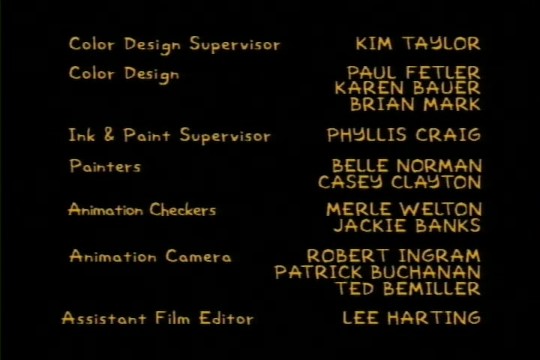 Color Design Supervisor KIM TAYLOR
Color Design PAUL FETLER
KAREN BAUER
BRIAN MARK
Ink & Paint Supervisor PHYLLIS CRAIG
Painters BELLE NORMAN
CASEY CLAYTON
Animation Checkers MERLE WELTON
JACKIE BANKS
Animation Camera ROBERT INGRAM
PATRICK BUCHANAN
TED BEMILLER
Assistant Film Editor LEE HARTING